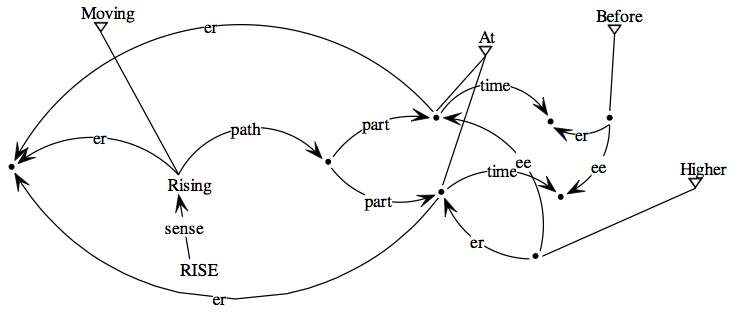 Moving
er
At
Before
time
er
path
part
er
ee
ee
time
Higher
Rising
part
sense
er
RISE
er